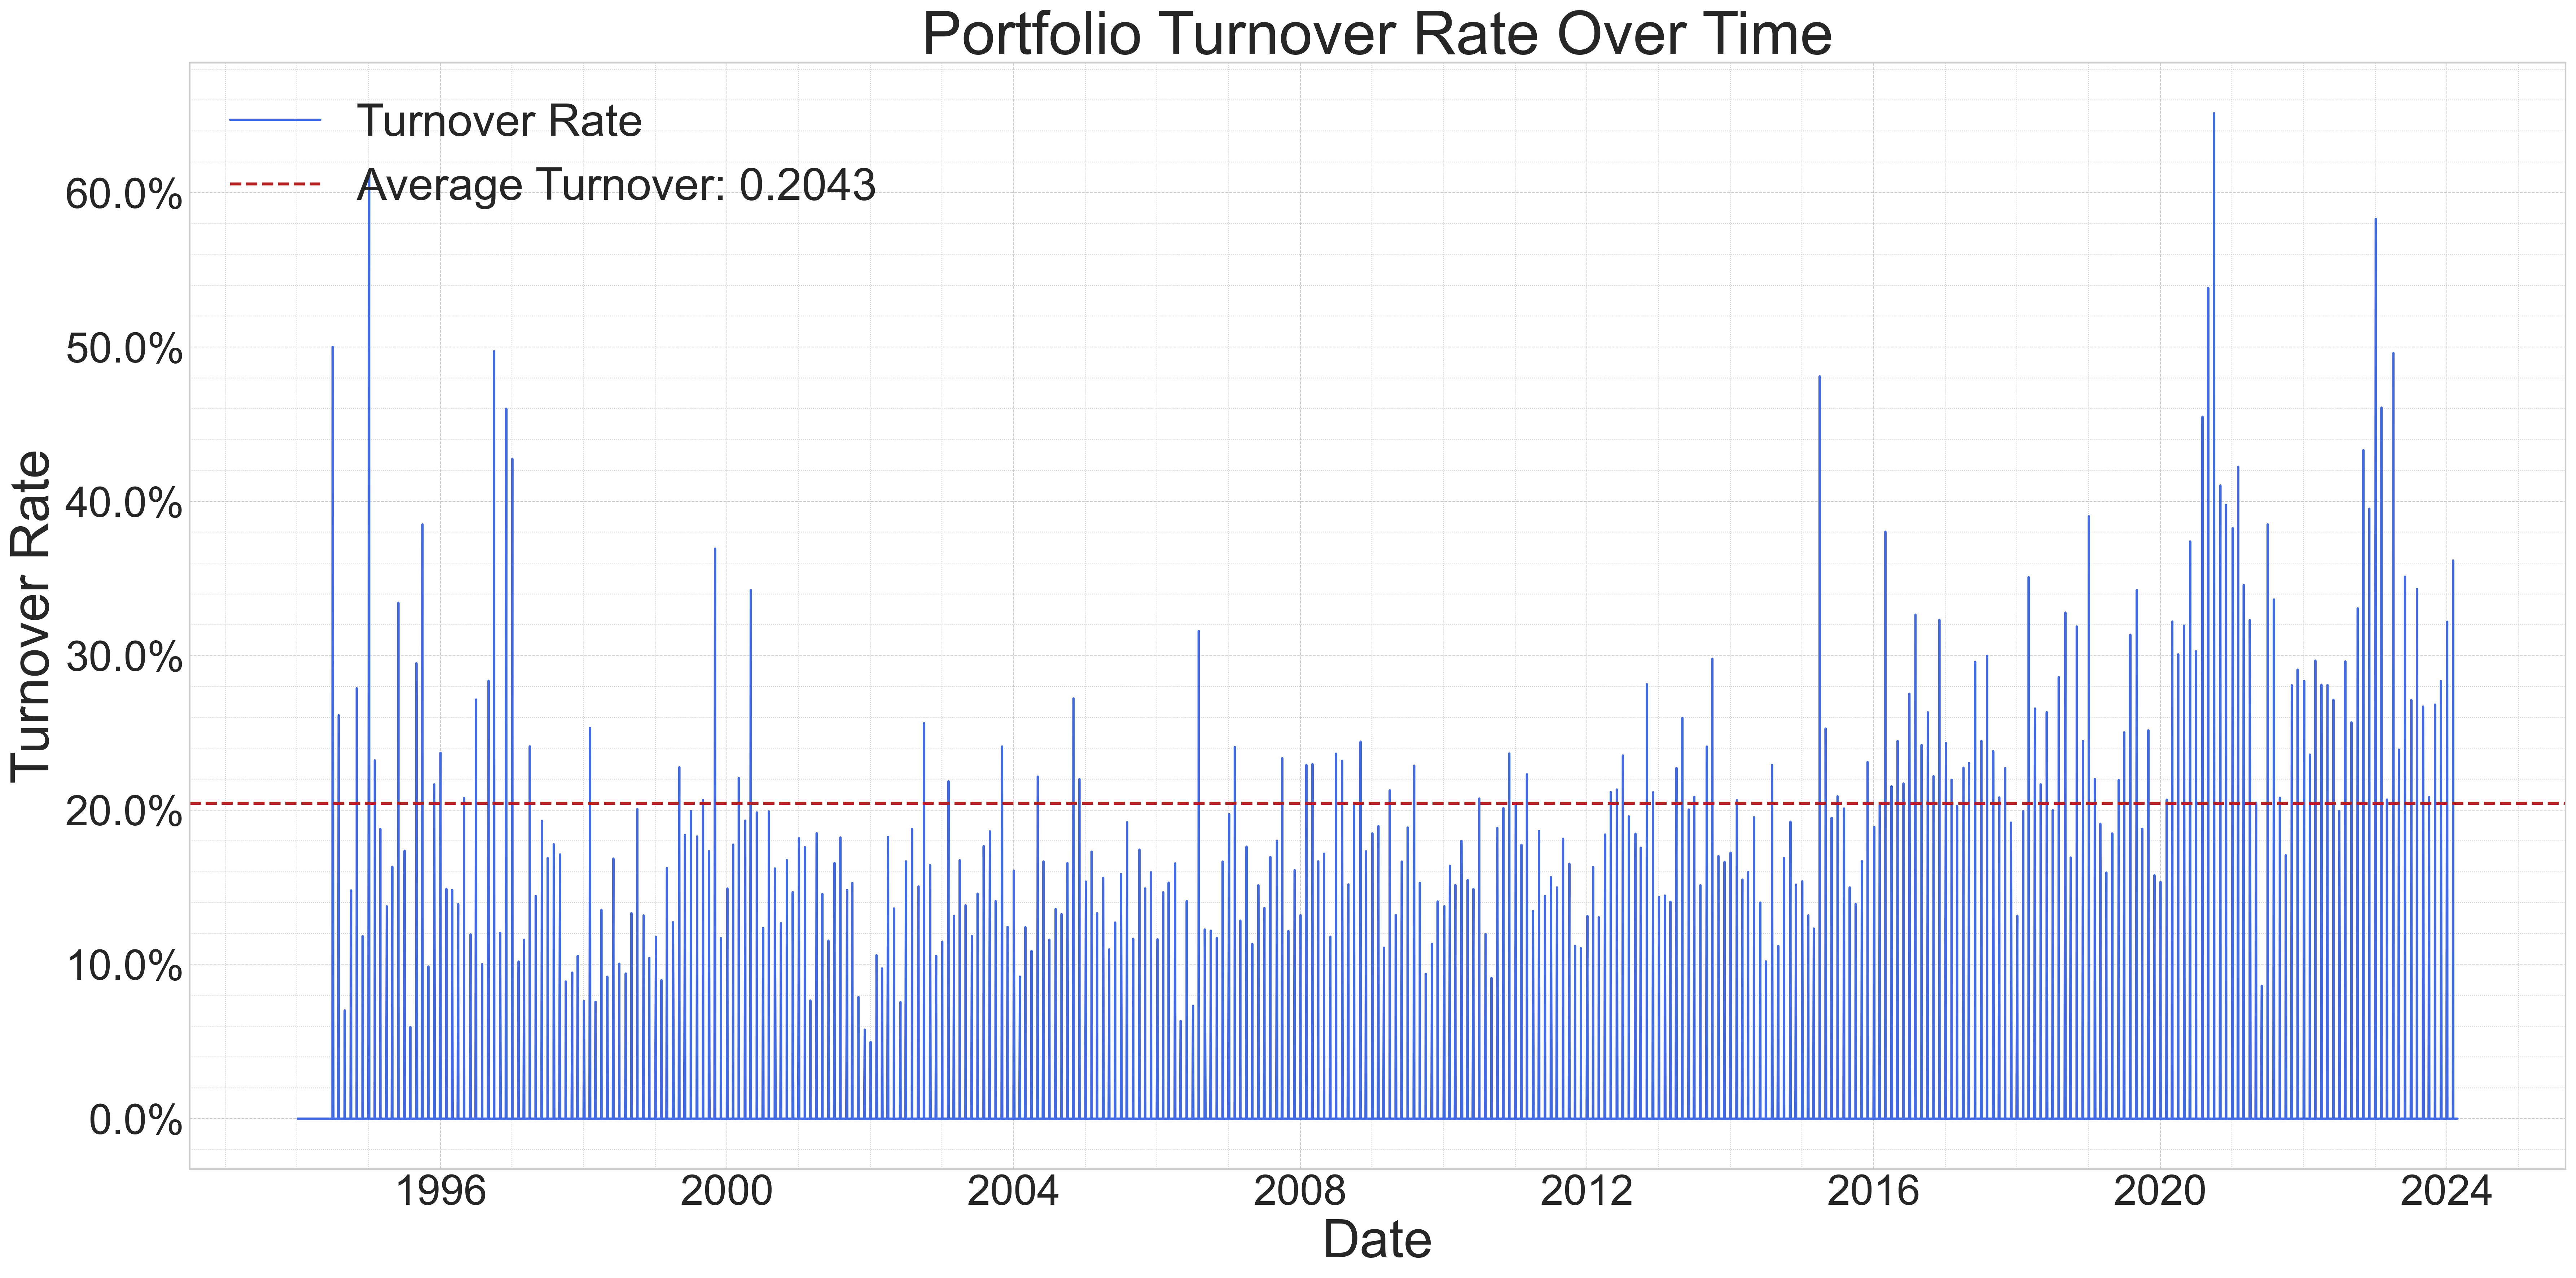 Portfolio Turnover Rate Over Time
Turnover Rate
Average Turnover: 0.2043
Turnover Rate
60.0%
50.0%
40.0%
30.0%
20.0%
10.0%
0.0%
1996 2000 2004 2008 2012 2016 2020 2024
Date